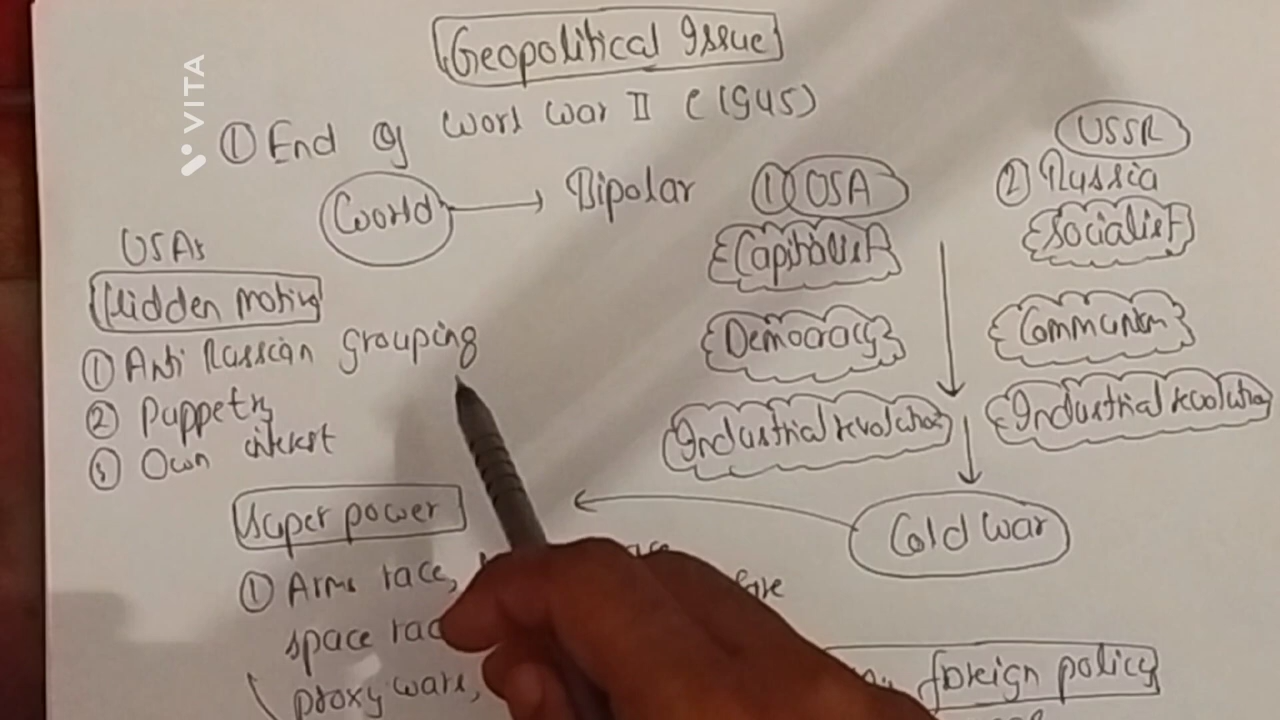 VITA
Geopolitical Issue
① End of Worl War II (1945)
World → Bipolar
① USA
Capitalist
Democracy
Industrial revolution
USSR
② Russia
Socialist
Communism
Industrial revolution
Cold War
USAs
Hidden motive
① Anti Russian grouping
② Puppetry
③ Own interest
Super power
① Arms race,
space rac
proxy wars,
foreign policy